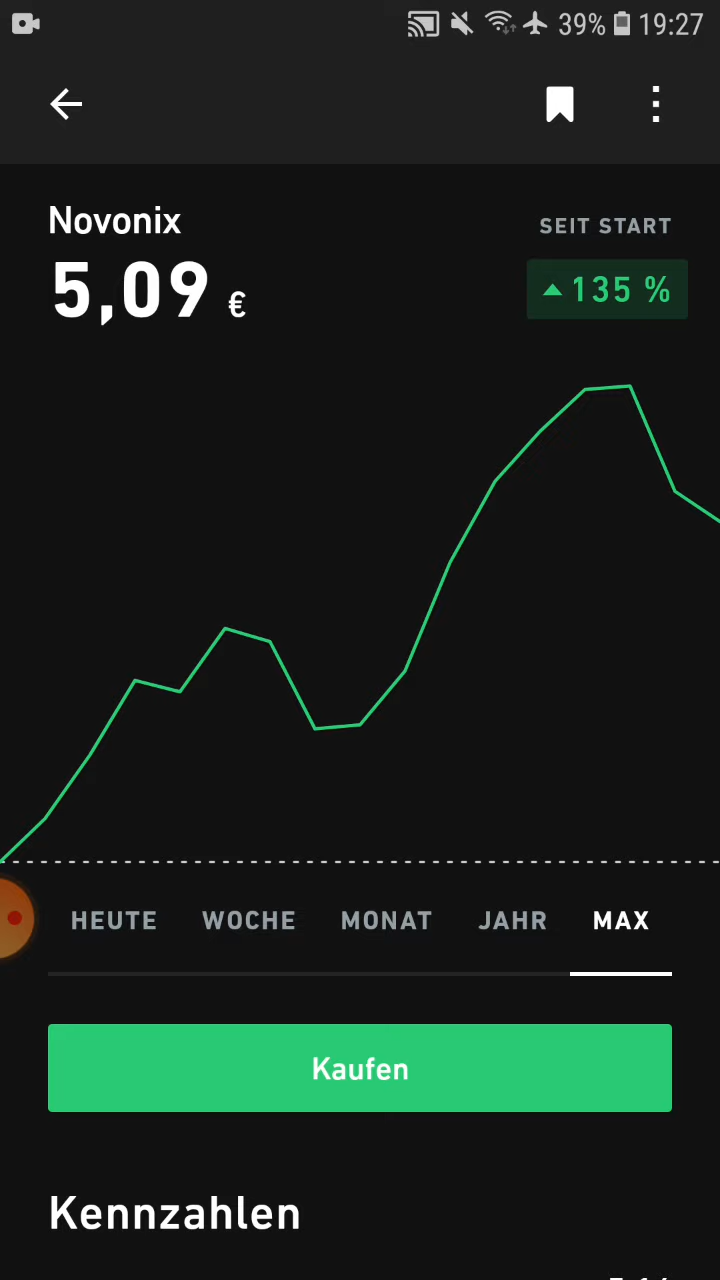 39% 19:27
Novonix
SEIT START
5,09 €
135 %
HEUTE WOCHE MONAT JAHR MAX
Kaufen
Kennzahlen